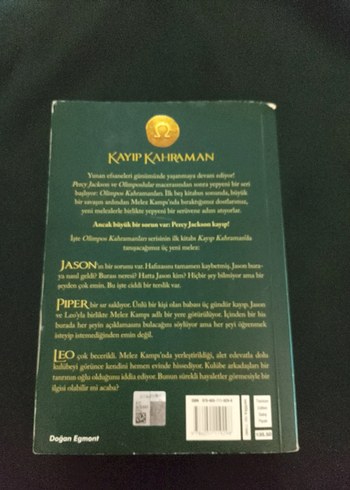 Ω
KAYIP KAHRAMAN
Yunan efsaneleri günümüzde yaşanmaya devam ediyor!
Percy Jackson ve Olimposlular macerasından sonra yepyeni bir seri
başlıyor: Olimpos Kahramanları. İlk beş kitabın sonunda, büyük
bir savaşın ardından Melez Kampı'nda bıraktığımız dostlarımız,
yeni melezlerle birlikte yepyeni bir serüvene adım atıyorlar.
Ancak büyük bir sorun var: Percy Jackson kayıp!
İşte Olimpos Kahramanları serisinin ilk kitabı Kayıp Kahraman'la
tanışacağımız üç yeni melez:
JASON'ın bir sorunu var. Hafızasını tamamen kaybetmiş. Jason bura-
ya nasıl geldi? Burası neresi? Hatta Jason kim? Hiçbir şey bilmiyor ama bir
şeyden çok emin. Bu işte ciddi bir terslik var.
PIPER bir sır saklıyor. Ünlü bir kişi olan babası üç gündür kayıp. Jason
ve Leo'yla birlikte Melez Kampı adlı bir yere götürülüyor. İçinden bir his
burada her şeyin açıklamasını bulacağını söylüyor ama her şeyi öğrenmek
isteyip istemediğinden emin değil.
LEO çok becerikli. Melez Kampı'nda yerleştirildiği, alet edevatla dolu
kulübeyi görünce kendini hemen evinde hissediyor. Kulübe arkadaşları bir
tanrının oğlu olduğunu iddia ediyor. Bunun sürekli hayaletler görmesiyle bir
ilgisi olabilir mi acaba?
Doğan Egmont